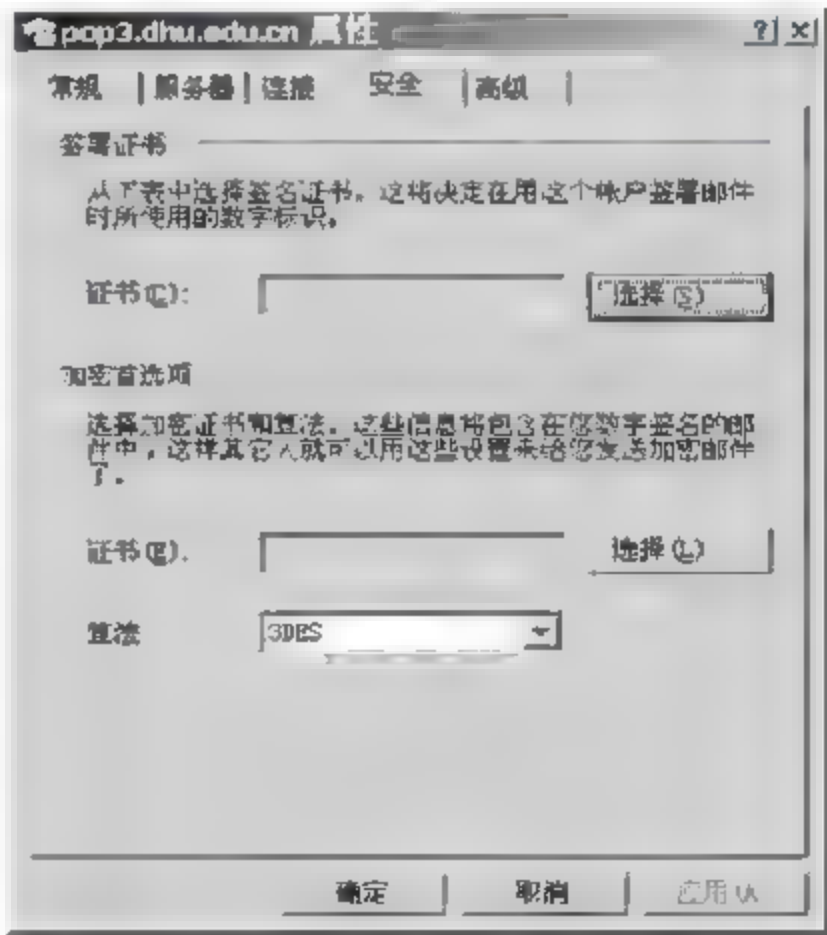 pop3.dhu.edu.cn 属性
常规 服务器 连接 安全 高级
签署证书
从下表中选择签名证书。这将决定在用这个帐户签署邮件
时所使用的数字标识。
证书(C): 选择(S)
加密首选项
选择加密证书和算法。这些信息将包含在您数字签名的邮
件中，这样其它人就可以用这些设置来给您发送加密邮件
了。
证书(E): 选择(L)
算法 3DES
确定 取消 应用(A